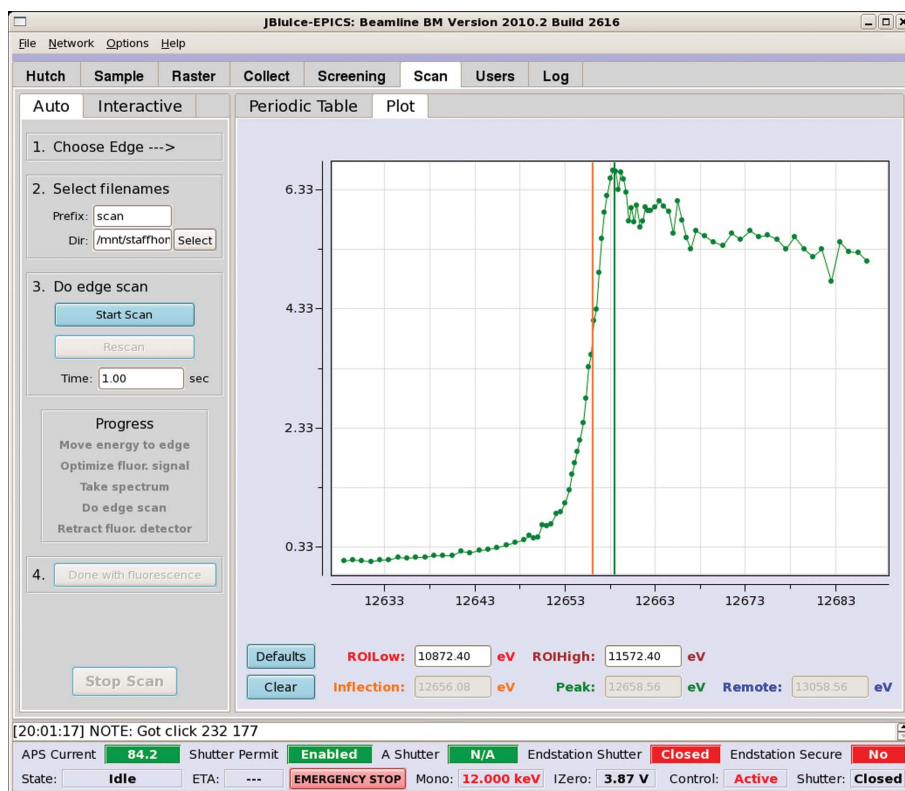 JBluIce-EPICS: Beamline BM Version 2010.2 Build 2616
File Network Options Help
Hutch Sample Raster Collect Screening Scan Users Log
Auto Interactive
Periodic Table Plot
1. Choose Edge --->
2. Select filenames
Prefix: scan
Dir: /mnt/staffhor Select
3. Do edge scan
Start Scan
Rescan
Time: 1.00 sec
Progress
Move energy to edge
Optimize fluor. signal
Take spectrum
Do edge scan
Retract fluor. detector
4. Done with fluorescence
Stop Scan
6.33
4.33
2.33
0.33
12633 12643 12653 12663 12673 12683
Defaults ROILow: 10872.40 eV ROIHigh: 11572.40 eV
Clear Inflection: 12656.08 eV Peak: 12658.56 eV Remote: 13058.56 eV
[20:01:17] NOTE: Got click 232 177
APS Current 84.2 Shutter Permit Enabled A Shutter N/A Endstation Shutter Closed Endstation Secure No
State: Idle ETA: --- EMERGENCY STOP Mono: 12.000 keV IZero: 3.87 V Control: Active Shutter: Closed